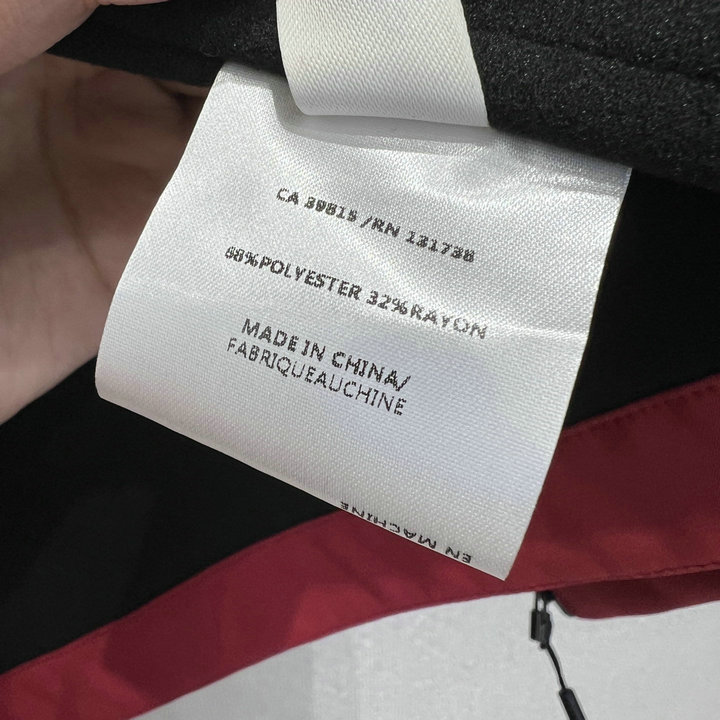 CA 39815 /RN 131738
68%POLYESTER 32%RAYON
MADE IN CHINA/
FABRIQUEAUCHINE
EN MACHINE